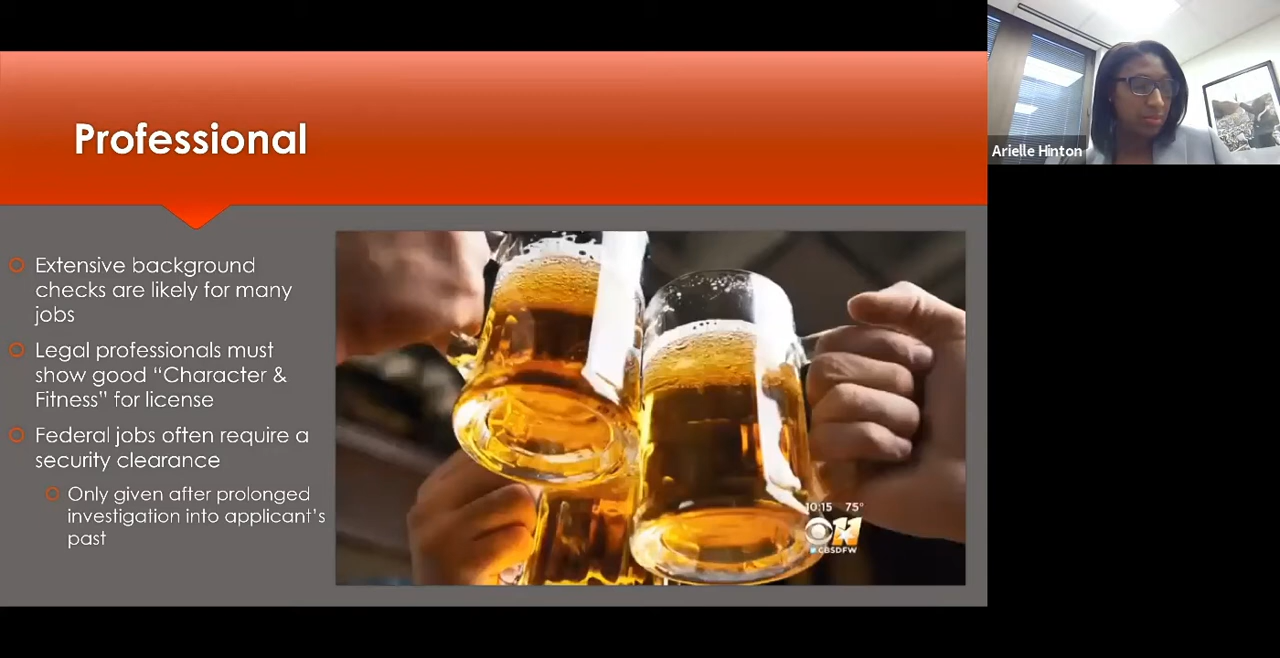 Professional
Arielle Hinton
Extensive background
checks are likely for many
jobs
Legal professionals must
show good “Character &
Fitness” for license
Federal jobs often require a
security clearance
Only given after prolonged
investigation into applicant’s
past
10:15 75°
11
#CBSDFW